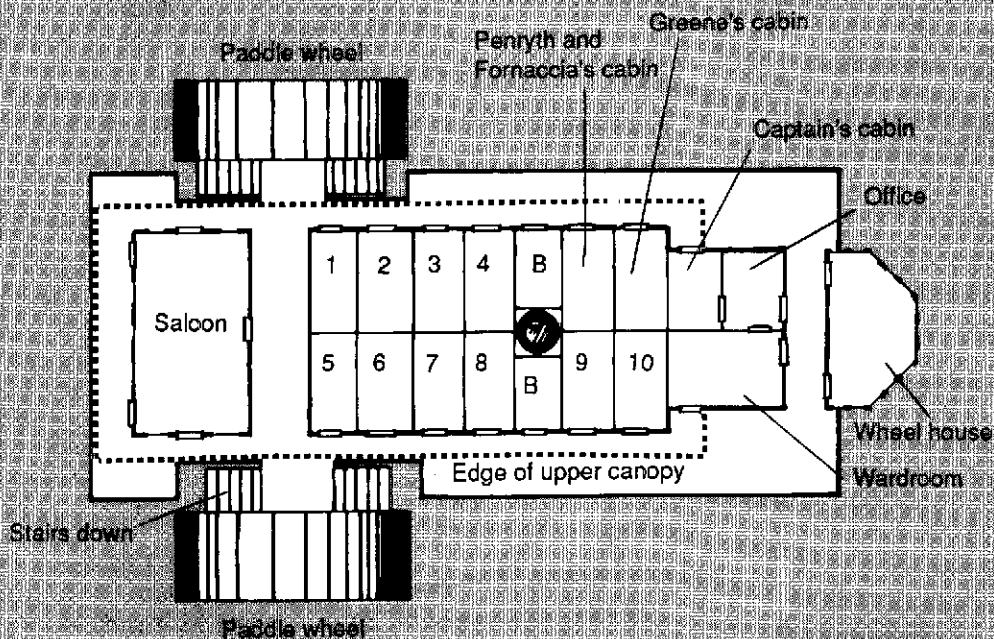 Greene's cabin
Penryth and
Fornaccia's cabin
Paddle wheel
Captain's cabin
Office
1 2 3 4 B
Saloon
5 6 7 8 B 9 10
Wheel house
Edge of upper canopy
Wardroom
Stairs down
Paddle wheel